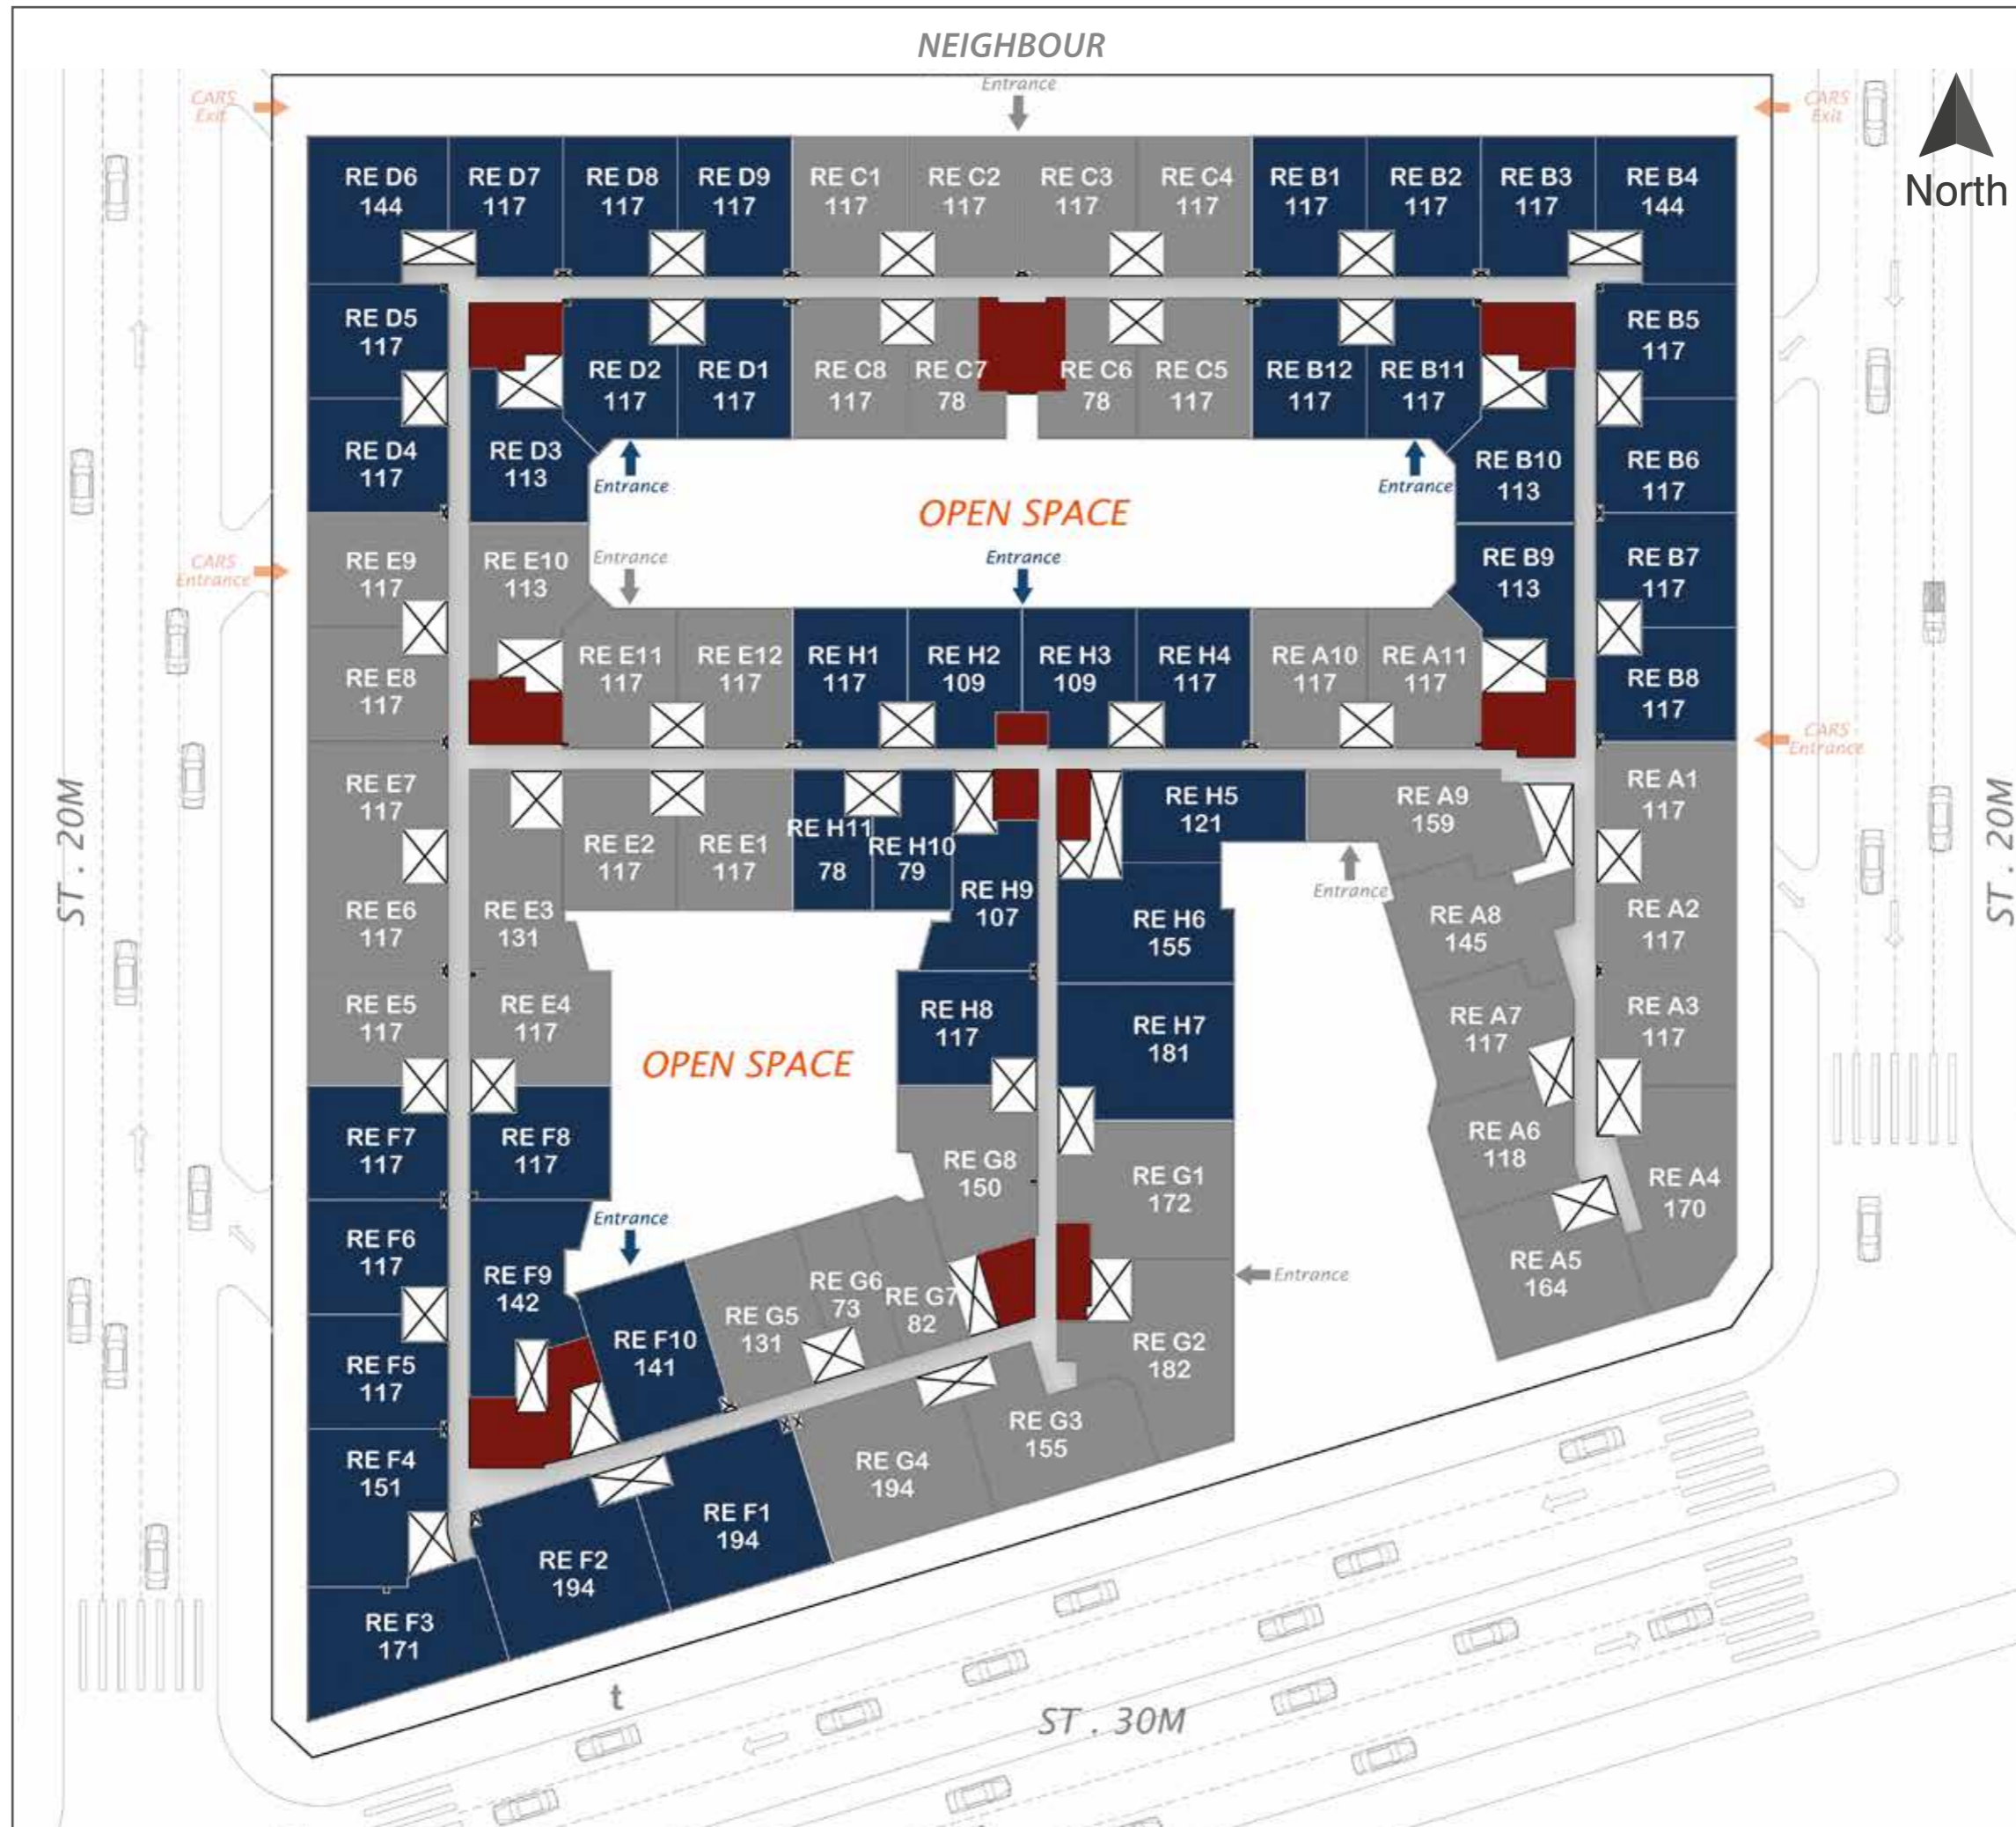 NEIGHBOUR
Entrance
CARS
Exit
CARS
Exit
North
RE D6
144
RE D7
117
RE D8
117
RE D9
117
RE C1
117
RE C2
117
RE C3
117
RE C4
117
RE B1
117
RE B2
117
RE B3
117
RE B4
144
RE D5
117
RE D2
117
RE D1
117
RE C8
117
RE C7
78
RE C6
78
RE C5
117
RE B12
117
RE B11
117
RE B5
117
RE D4
117
RE D3
113
Entrance
OPEN SPACE
Entrance
RE B10
113
RE B6
117
CARS
Entrance
RE E9
117
RE E10
113
Entrance
Entrance
RE B9
113
RE B7
117
RE E8
117
RE E11
117
RE E12
117
RE H1
117
RE H2
109
RE H3
109
RE H4
117
RE A10
117
RE A11
117
RE B8
117
CARS
Entrance
ST . 20M
RE E7
117
RE E2
117
RE E1
117
RE H11
78
RE H10
79
RE H5
121
RE A9
159
RE A1
117
ST . 20M
Entrance
RE E6
117
RE E3
131
RE H9
107
RE H6
155
RE A8
145
RE A2
117
RE E5
117
RE E4
117
OPEN SPACE
RE H8
117
RE H7
181
RE A7
117
RE A3
117
RE F7
117
RE F8
117
RE G8
150
RE G1
172
RE A6
118
RE A4
170
RE F6
117
RE F9
142
Entrance
RE G5
131
RE G6
73
RE G7
82
Entrance
RE A5
164
RE F5
117
RE F10
141
RE G2
182
RE F4
151
RE F1
194
RE G4
194
RE G3
155
RE F3
171
RE F2
194
t
ST . 30M